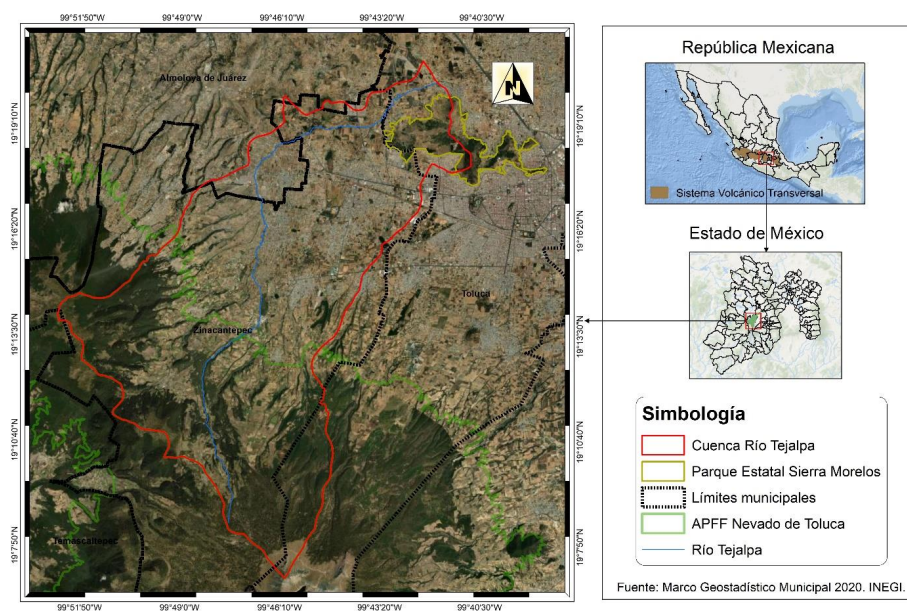 99°51'50"W 99°49'0"W 99°46'10"W 99°43'20"W 99°40'30"W
República Mexicana
Almoloya de Juárez
N
19°19'0"N
19°19'0"N
Sistema Volcánico Transversal
19°16'20"N
19°16'20"N
Estado de México
Toluca
19°13'30"N
Zinacantepec
19°13'30"N
Simbología
Cuenca Río Tejalpa
19°10'40"N
19°10'40"N
Parque Estatal Sierra Morelos
Límites municipales
APFF Nevado de Toluca
19°7'50"N
Temascaltepec
19°7'50"N
Río Tejalpa
Fuente: Marco Geostadístico Municipal 2020. INEGI.
99°51'50"W 99°49'0"W 99°46'10"W 99°43'20"W 99°40'30"W